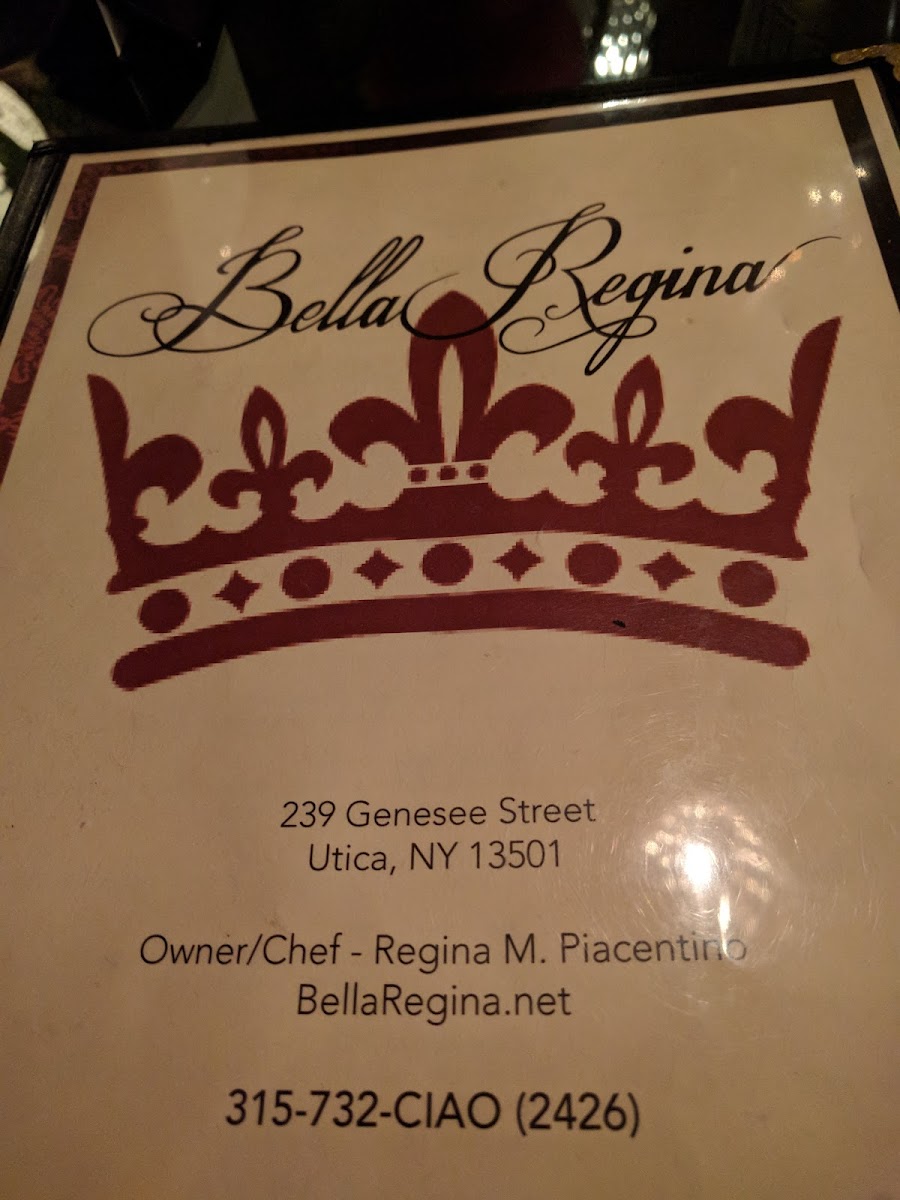 Bella Regina
239 Genesee Street
Utica, NY 13501
Owner/Chef - Regina M. Piacentino
BellaRegina.net
315-732-CIAO (2426)